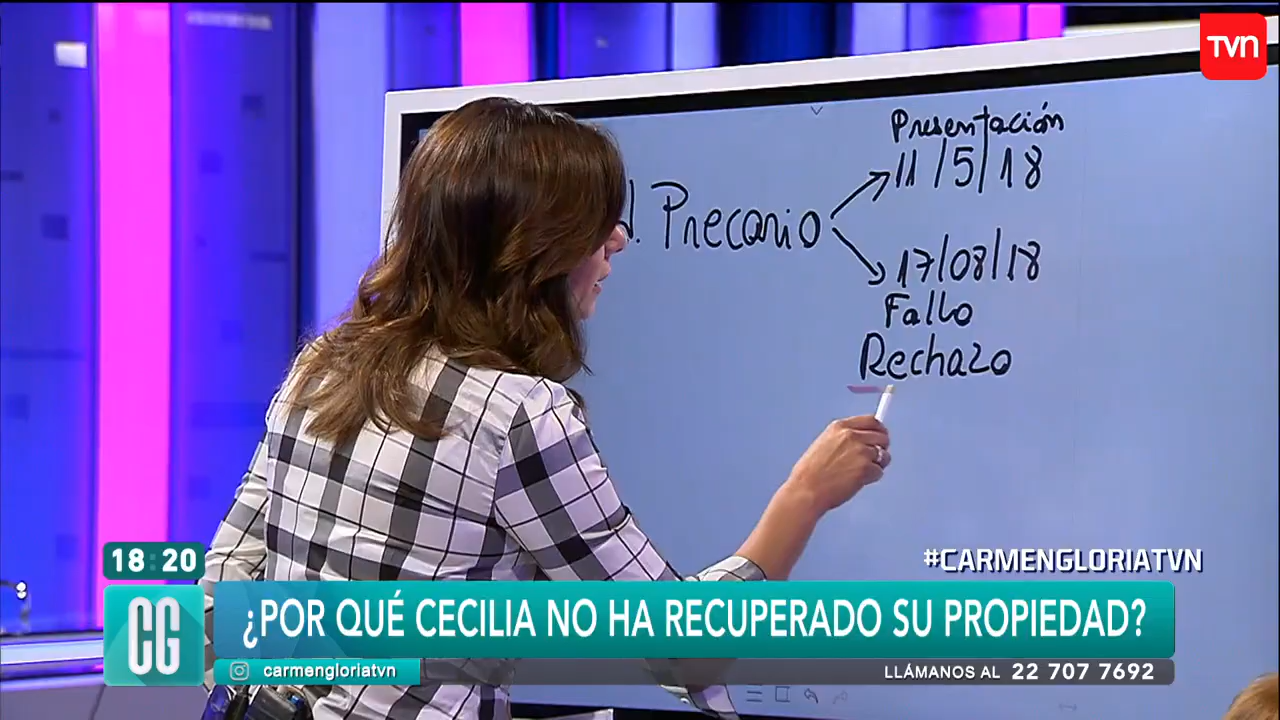 TVN
Presentación
11/5/18
d. Precario
17/08/18
Fallo
Rechazo
#CARMENGLORIATVN
18:20
CG
¿POR QUÉ CECILIA NO HA RECUPERADO SU PROPIEDAD?
carmengloriatvn
LLÁMANOS AL 22 707 7692